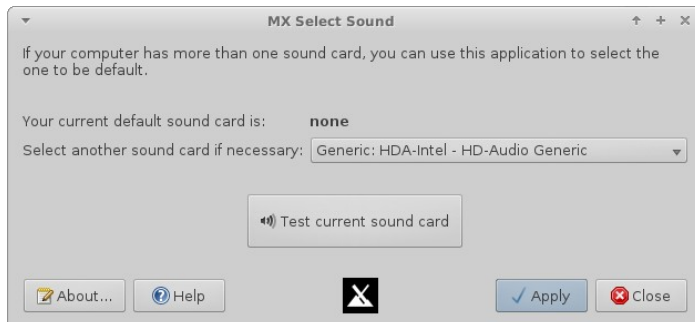 MX Select Sound
If your computer has more than one sound card, you can use this application to select the
one to be default.
Your current default sound card is: none
Select another sound card if necessary: Generic: HDA-Intel - HD-Audio Generic
Test current sound card
About... Help Apply Close